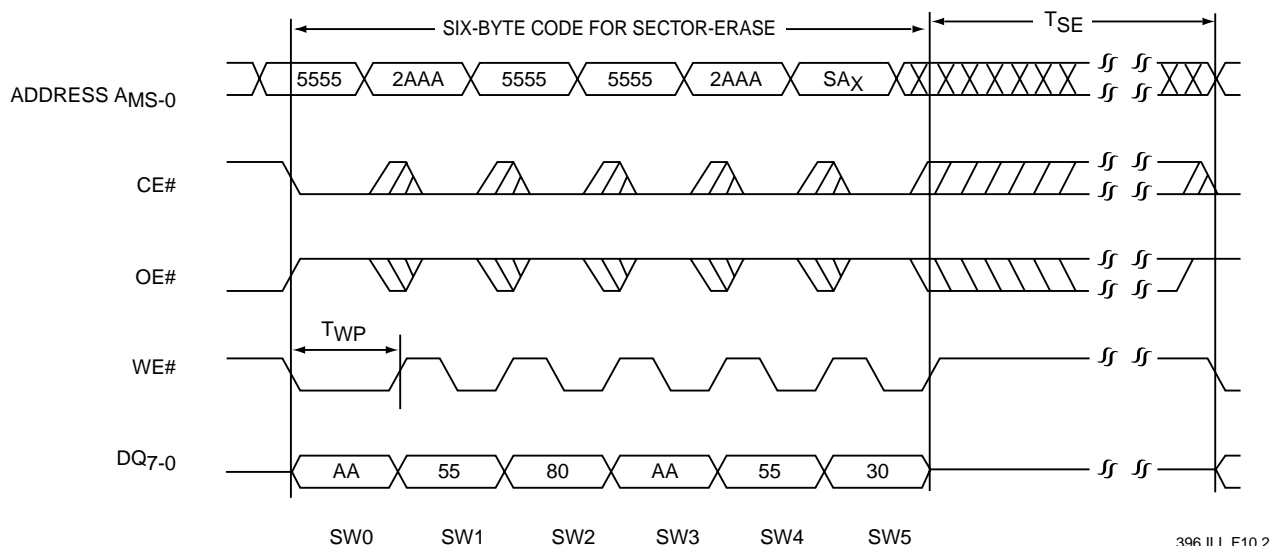 SIX-BYTE CODE FOR SECTOR-ERASE
TSE
ADDRESS AMS-0
5555 2AAA 5555 5555 2AAA SAX
CE#
OE#
TWP
WE#
DQ7-0
AA 55 80 AA 55 30
SW0 SW1 SW2 SW3 SW4 SW5
396 ILL F10.2